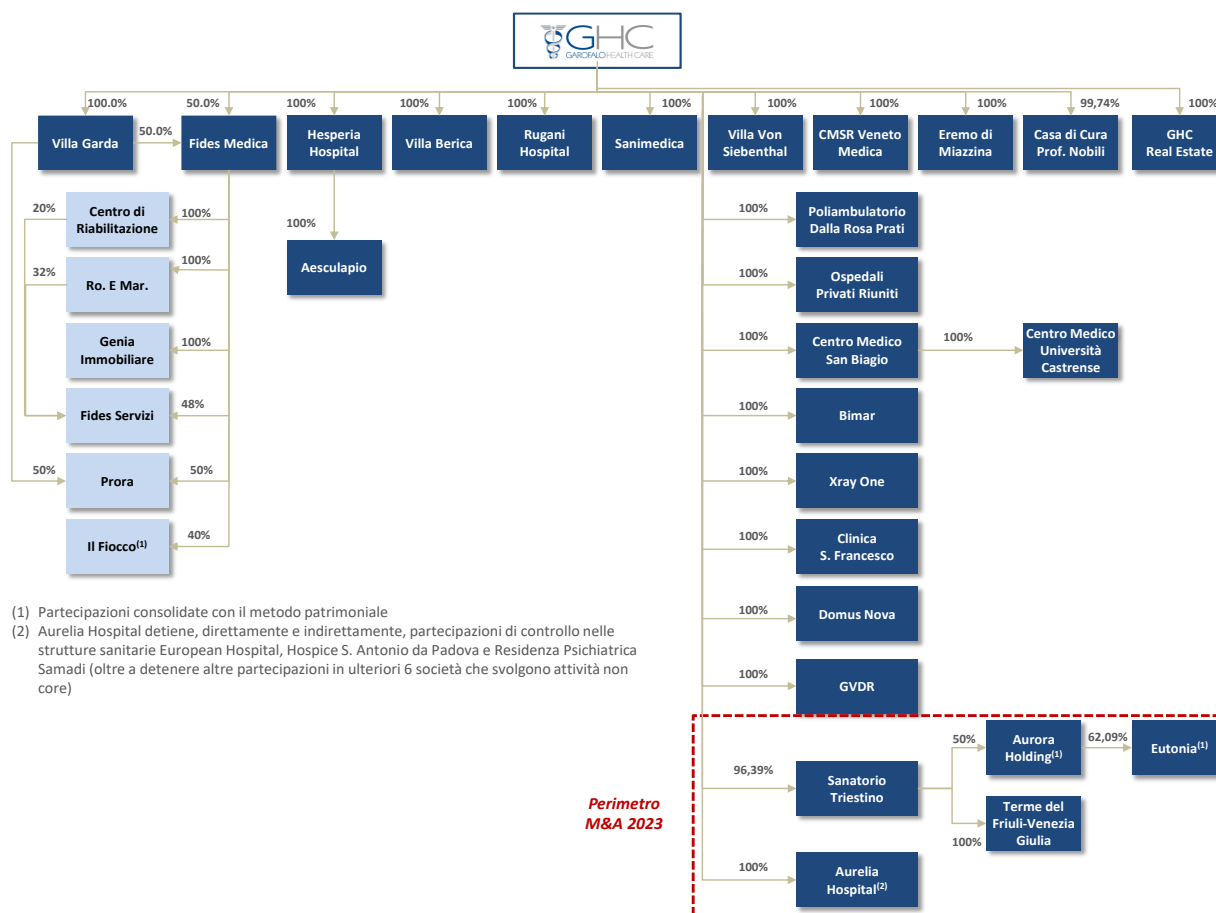 GHC
GAROFALO HEALTH CARE
100.0%
50.0%
100%
100%
100%
100%
100%
100%
100%
99,74%
100%
Villa Garda
50.0%
Fides Medica
Hesperia
Hospital
Villa Berica
Rugani
Hospital
Sanimedica
Villa Von
Siebenthal
CMSR Veneto
Medica
Eremo di
Miazzina
Casa di Cura
Prof. Nobili
GHC
Real Estate
20%
Centro di
Riabilitazione
100%
100%
Aesculapio
100%
Poliambulatorio
Dalla Rosa Prati
32%
Ro. E Mar.
100%
100%
Ospedali
Privati Riuniti
Genia
Immobiliare
100%
100%
Centro Medico
San Biagio
100%
Centro Medico
Università
Castrense
Fides Servizi
48%
100%
Bimar
50%
Prora
50%
100%
Xray One
Il Fiocco(1)
40%
100%
Clinica
S. Francesco
(1) Partecipazioni consolidate con il metodo patrimoniale
(2) Aurelia Hospital detiene, direttamente e indirettamente, partecipazioni di controllo nelle
strutture sanitarie European Hospital, Hospice S. Antonio da Padova e Residenza Psichiatrica
Samadi (oltre a detenere altre partecipazioni in ulteriori 6 società che svolgono attività non
core)
100%
Domus Nova
100%
GVDR
Perimetro
M&A 2023
96,39%
Sanatorio
Triestino
50%
Aurora
Holding(1)
62,09%
Eutonia(1)
100%
Terme del
Friuli-Venezia
Giulia
100%
Aurelia
Hospital(2)